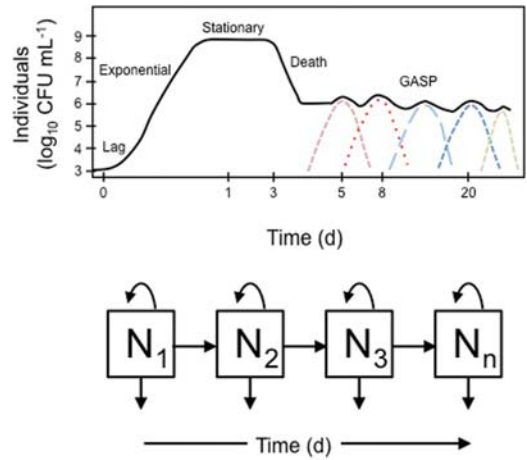 Individuals
(log₁₀ CFU mL⁻¹)
9
8
7
6
5
4
3
Lag
Exponential
Stationary
Death
GASP
0 1 3 5 8 20
Time (d)
N₁ N₂ N₃ Nₙ
Time (d)